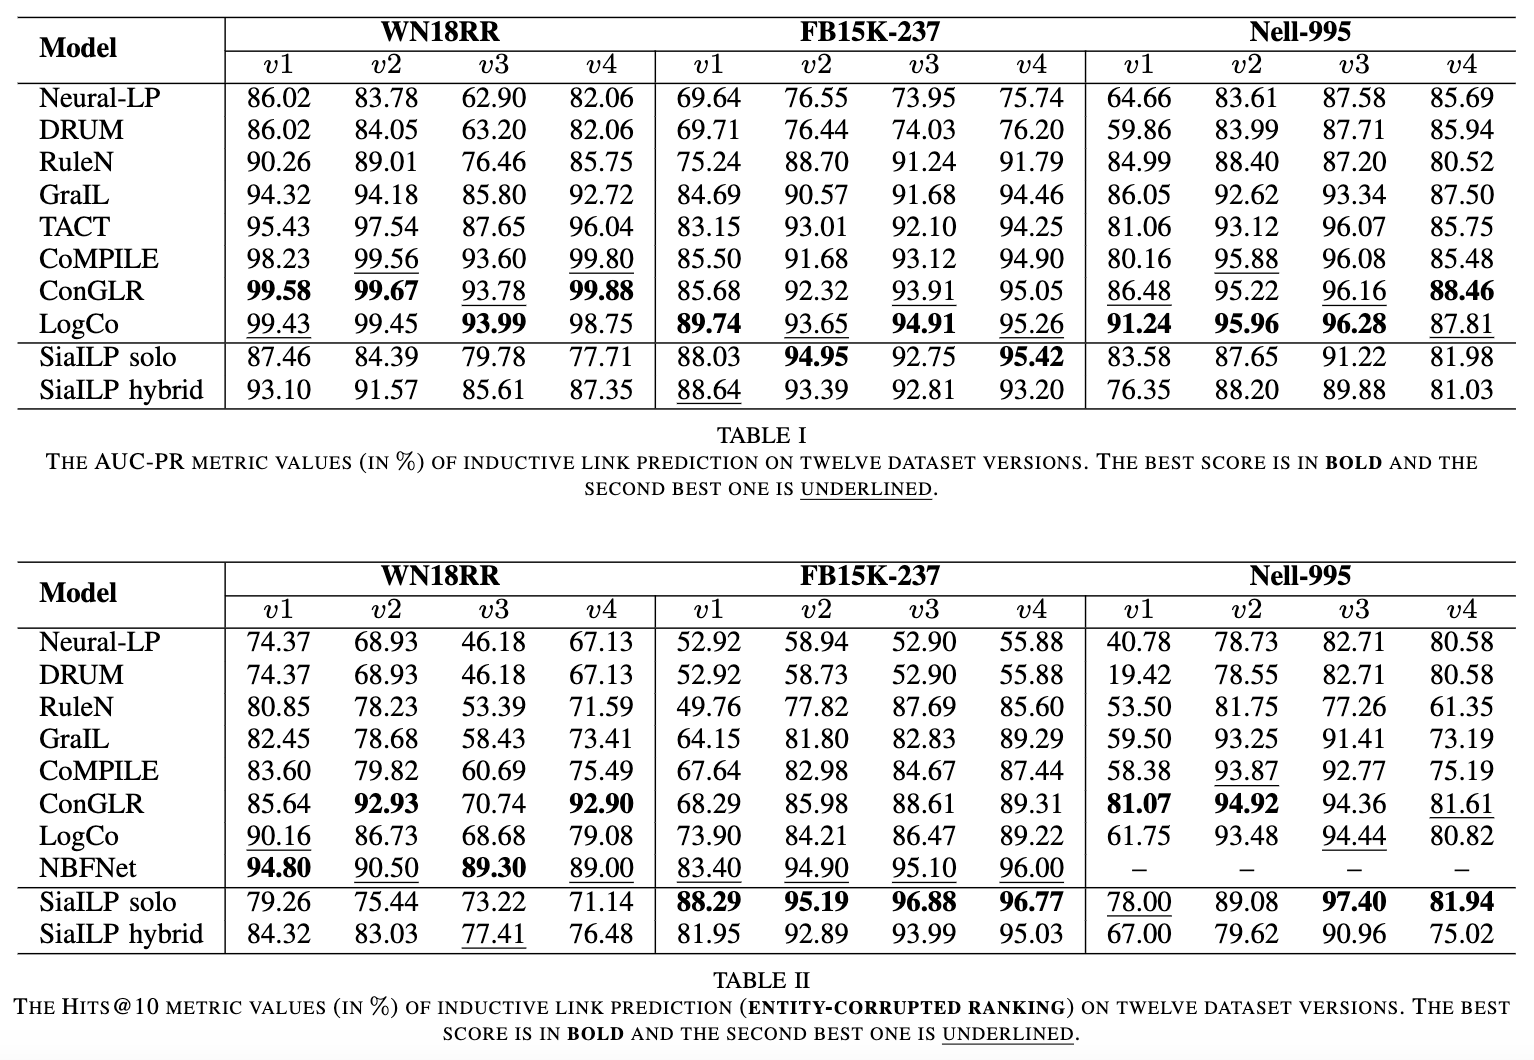 Model WN18RR FB15K-237 Nell-995
v1 v2 v3 v4 v1 v2 v3 v4 v1 v2 v3 v4
Neural-LP 86.02 83.78 62.90 82.06 69.64 76.55 73.95 75.74 64.66 83.61 87.58 85.69
DRUM 86.02 84.05 63.20 82.06 69.71 76.44 74.03 76.20 59.86 83.99 87.71 85.94
RuleN 90.26 89.01 76.46 85.75 75.24 88.70 91.24 91.79 84.99 88.40 87.20 80.52
GraIL 94.32 94.18 85.80 92.72 84.69 90.57 91.68 94.46 86.05 92.62 93.34 87.50
TACT 95.43 97.54 87.65 96.04 83.15 93.01 92.10 94.25 81.06 93.12 96.07 85.75
CoMPILE 98.23 99.56 93.60 99.80 85.50 91.68 93.12 94.90 80.16 95.88 96.08 85.48
ConGLR 99.58 99.67 93.78 99.88 85.68 92.32 93.91 95.05 86.48 95.22 96.16 88.46
LogCo 99.43 99.45 93.99 98.75 89.74 93.65 94.91 95.26 91.24 95.96 96.28 87.81
SiaILP solo 87.46 84.39 79.78 77.71 88.03 94.95 92.75 95.42 83.58 87.65 91.22 81.98
SiaILP hybrid 93.10 91.57 85.61 87.35 88.64 93.39 92.81 93.20 76.35 88.20 89.88 81.03
TABLE I
THE AUC-PR METRIC VALUES (IN %) OF INDUCTIVE LINK PREDICTION ON TWELVE DATASET VERSIONS. THE BEST SCORE IS IN BOLD AND THE
SECOND BEST ONE IS UNDERLINED.
Model WN18RR FB15K-237 Nell-995
v1 v2 v3 v4 v1 v2 v3 v4 v1 v2 v3 v4
Neural-LP 74.37 68.93 46.18 67.13 52.92 58.94 52.90 55.88 40.78 78.73 82.71 80.58
DRUM 74.37 68.93 46.18 67.13 52.92 58.73 52.90 55.88 19.42 78.55 82.71 80.58
RuleN 80.85 78.23 53.39 71.59 49.76 77.82 87.69 85.60 53.50 81.75 77.26 61.35
GraIL 82.45 78.68 58.43 73.41 64.15 81.80 82.83 89.29 59.50 93.25 91.41 73.19
CoMPILE 83.60 79.82 60.69 75.49 67.64 82.98 84.67 87.44 58.38 93.87 92.77 75.19
ConGLR 85.64 92.93 70.74 92.90 68.29 85.98 88.61 89.31 81.07 94.92 94.36 81.61
LogCo 90.16 86.73 68.68 79.08 73.90 84.21 86.47 89.22 61.75 93.48 94.44 80.82
NBFNet 94.80 90.50 89.30 89.00 83.40 94.90 95.10 96.00 – – – –
SiaILP solo 79.26 75.44 73.22 71.14 88.29 95.19 96.88 96.77 78.00 89.08 97.40 81.94
SiaILP hybrid 84.32 83.03 77.41 76.48 81.95 92.89 93.99 95.03 67.00 79.62 90.96 75.02
TABLE II
THE HITS@10 METRIC VALUES (IN %) OF INDUCTIVE LINK PREDICTION (ENTITY-CORRUPTED RANKING) ON TWELVE DATASET VERSIONS. THE BEST
SCORE IS IN BOLD AND THE SECOND BEST ONE IS UNDERLINED.